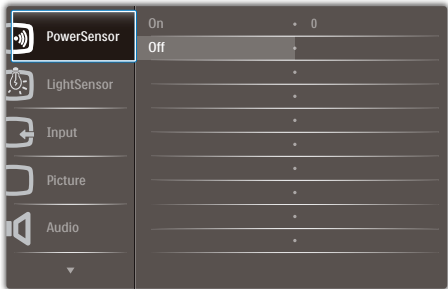 PowerSensor
LightSensor
Input
Picture
Audio
On 0
Off